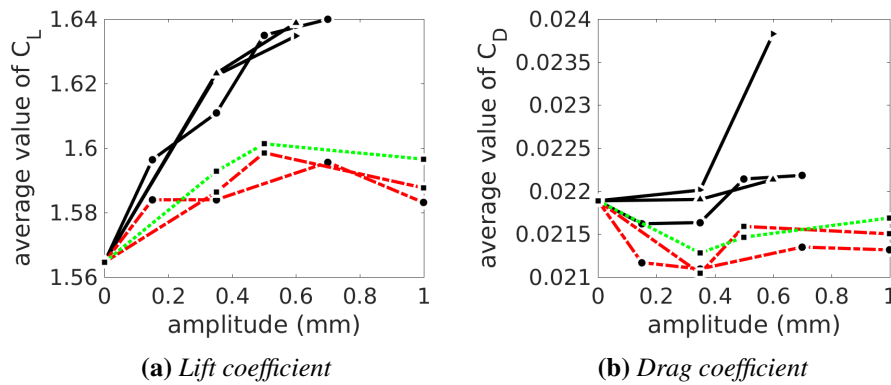 1.64
1.62
1.6
1.58
1.56
average value of C_L
0 0.2 0.4 0.6 0.8 1
amplitude (mm)
(a) Lift coefficient
0.024
0.0235
0.023
0.0225
0.022
0.0215
0.021
average value of C_D
0 0.2 0.4 0.6 0.8 1
amplitude (mm)
(b) Drag coefficient